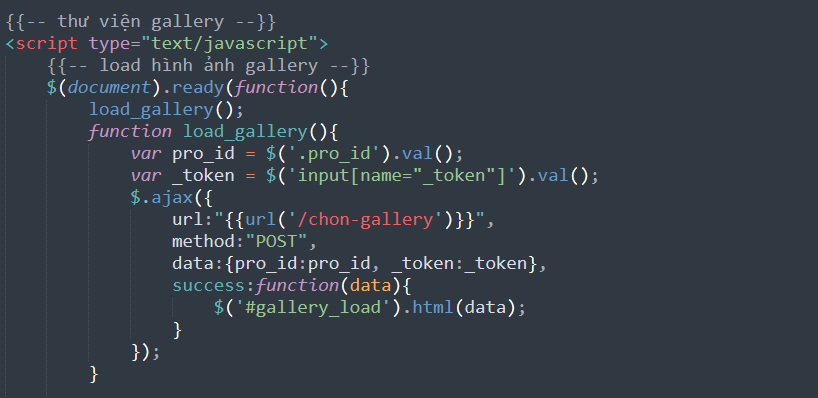 {{-- thư viện gallery --}}
<script type="text/javascript">
{{-- load hình ảnh gallery --}}
$(document).ready(function(){
load_gallery();
function load_gallery(){
var pro_id = $('.pro_id').val();
var _token = $('input[name="_token"]').val();
$.ajax({
url:"{{url('/chon-gallery')}}",
method:"POST",
data:{pro_id:pro_id, _token:_token},
success:function(data){
$('#gallery_load').html(data);
}
});
}